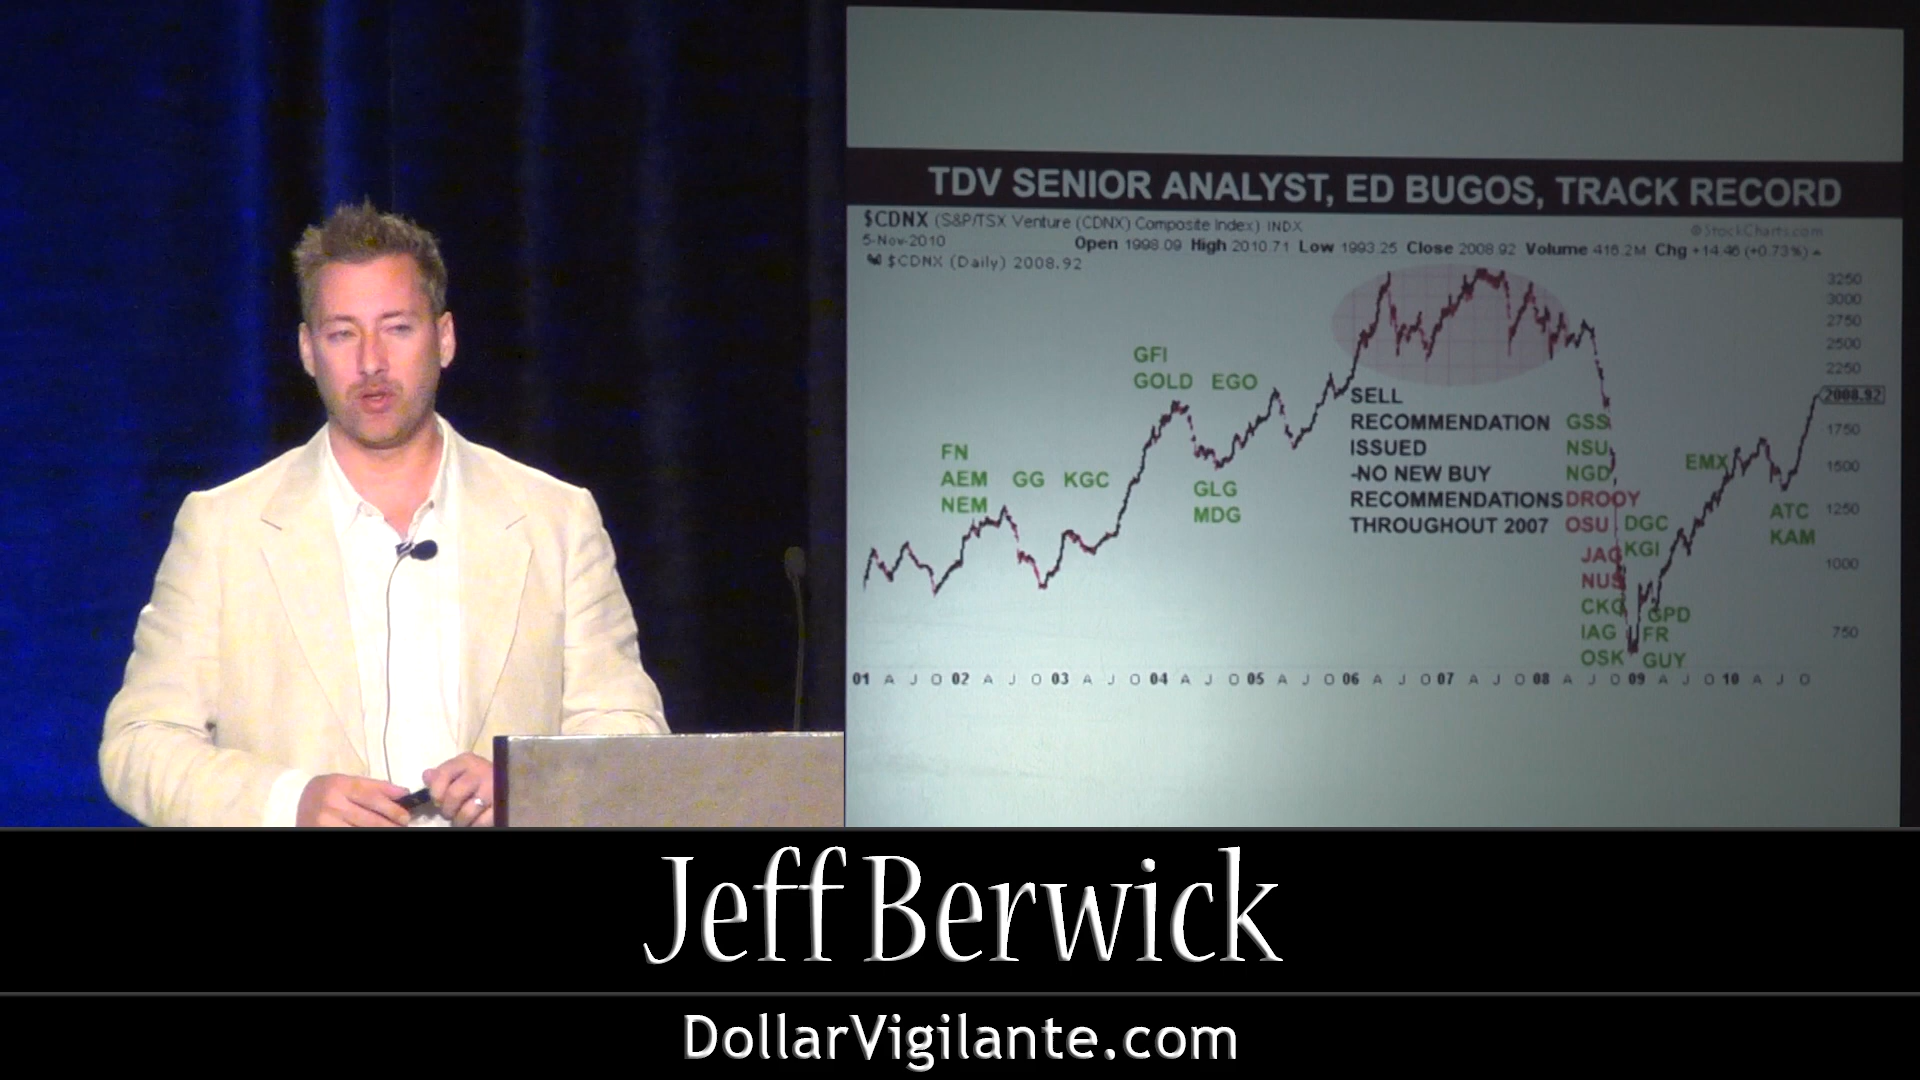 TDV SENIOR ANALYST, ED BUGOS, TRACK RECORD
$CDNX (S&P/TSX Venture (CDNX) Composite Index) INDX
© StockCharts.com
5-Nov-2010
Open 1998.09 High 2010.71 Low 1993.25 Close 2008.92 Volume 416.2M Chg +14.46 (+0.73%)
$CDNX (Daily) 2008.92
3250
3000
2750
2500
2250
2008.92
1750
1500
1250
1000
750
FN
AEM GG KGC
NEM
GFI
GOLD EGO
GLG
MDG
SELL
RECOMMENDATION
ISSUED
-NO NEW BUY
RECOMMENDATIONS
THROUGHOUT 2007
GSS
NSU
NGD
DROOY
OSU
JAG
NUS
CKG
IAG
OSK
DGC
KGI
GPD
FR
GUY
EMX
ATC
KAM
01 A J O 02 A J O 03 A J O 04 A J O 05 A J O 06 A J O 07 A J O 08 A J O 09 A J O 10 A J O
Jeff Berwick
DollarVigilante.com